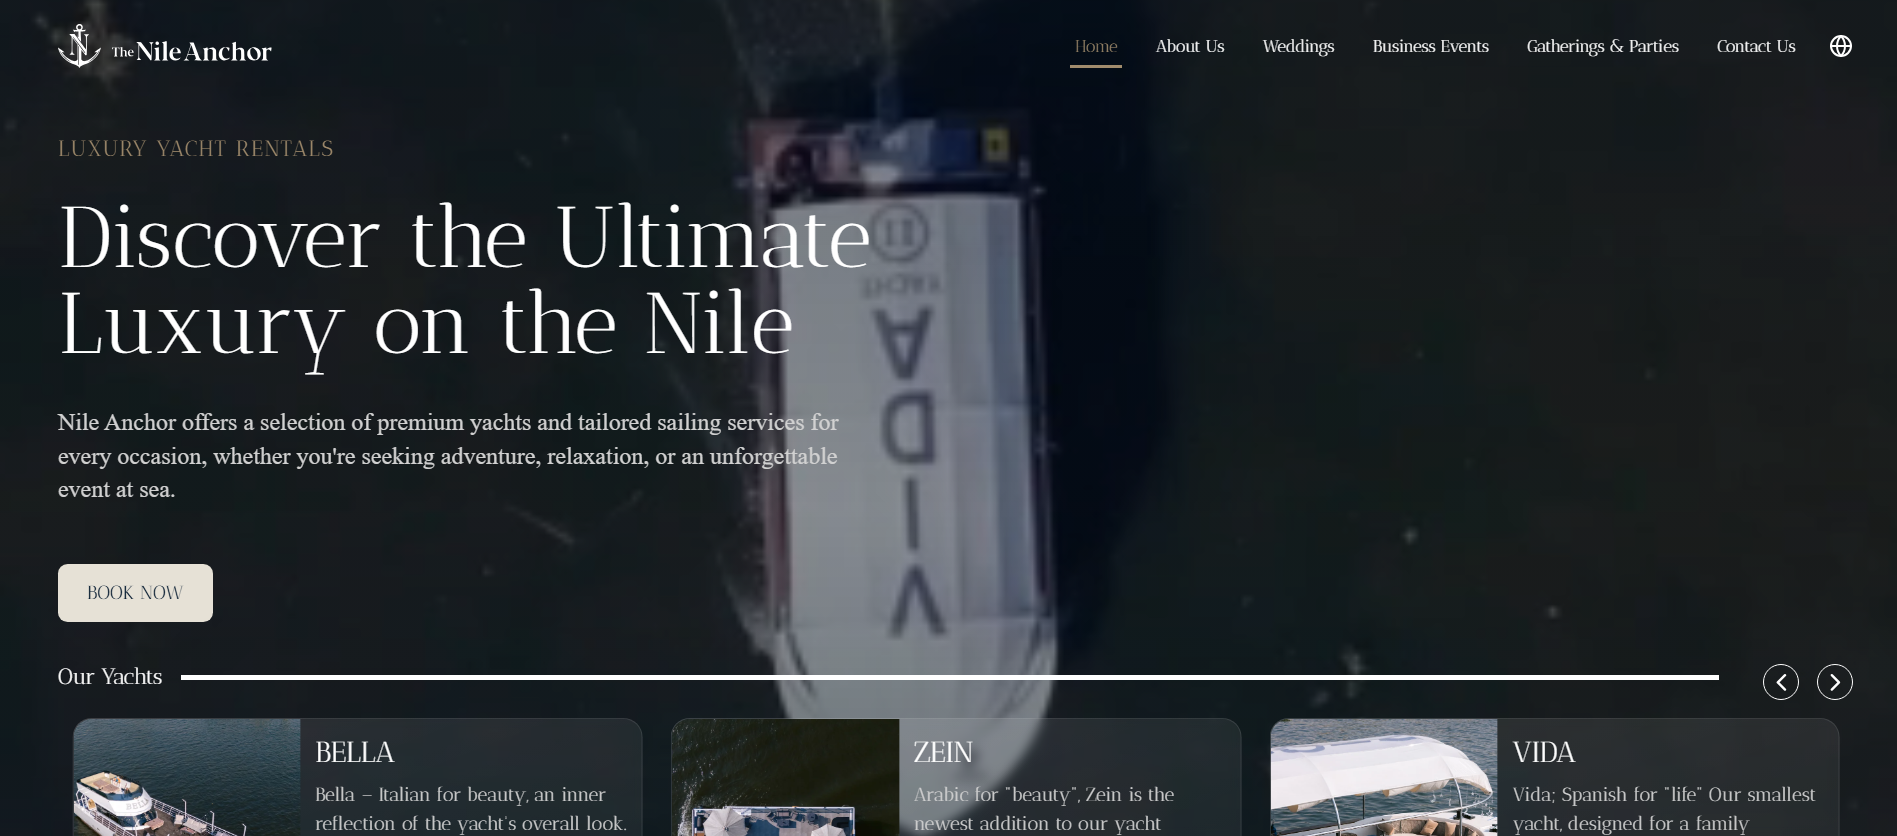 The Nile Anchor
Home About Us Weddings Business Events Gatherings & Parties Contact Us
LUXURY YACHT RENTALS
Discover the Ultimate
Luxury on the Nile
Nile Anchor offers a selection of premium yachts and tailored sailing services for
every occasion, whether you're seeking adventure, relaxation, or an unforgettable
event at sea.
BOOK NOW
YACHT
VIDA
Our Yachts
BELLA
Bella – Italian for beauty, an inner
reflection of the yacht's overall look.
ZEIN
Arabic for "beauty", Zein is the
newest addition to our yacht
VIDA
Vida; Spanish for "life" Our smallest
yacht, designed for a family